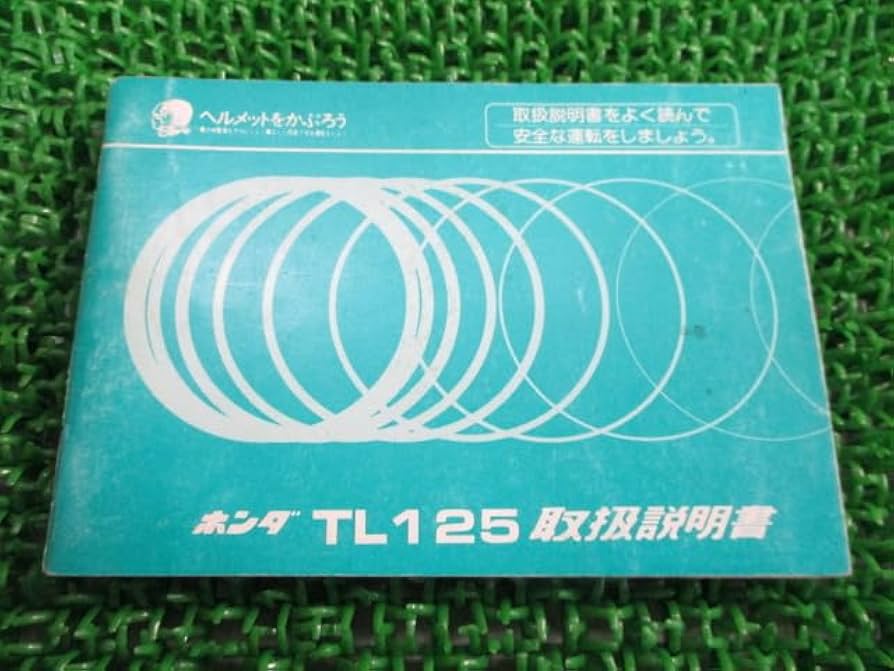 ヘルメットをかぶろう
取扱説明書をよく読んで
安全な運転をしましょう。
ホンダ TL125 取扱説明書